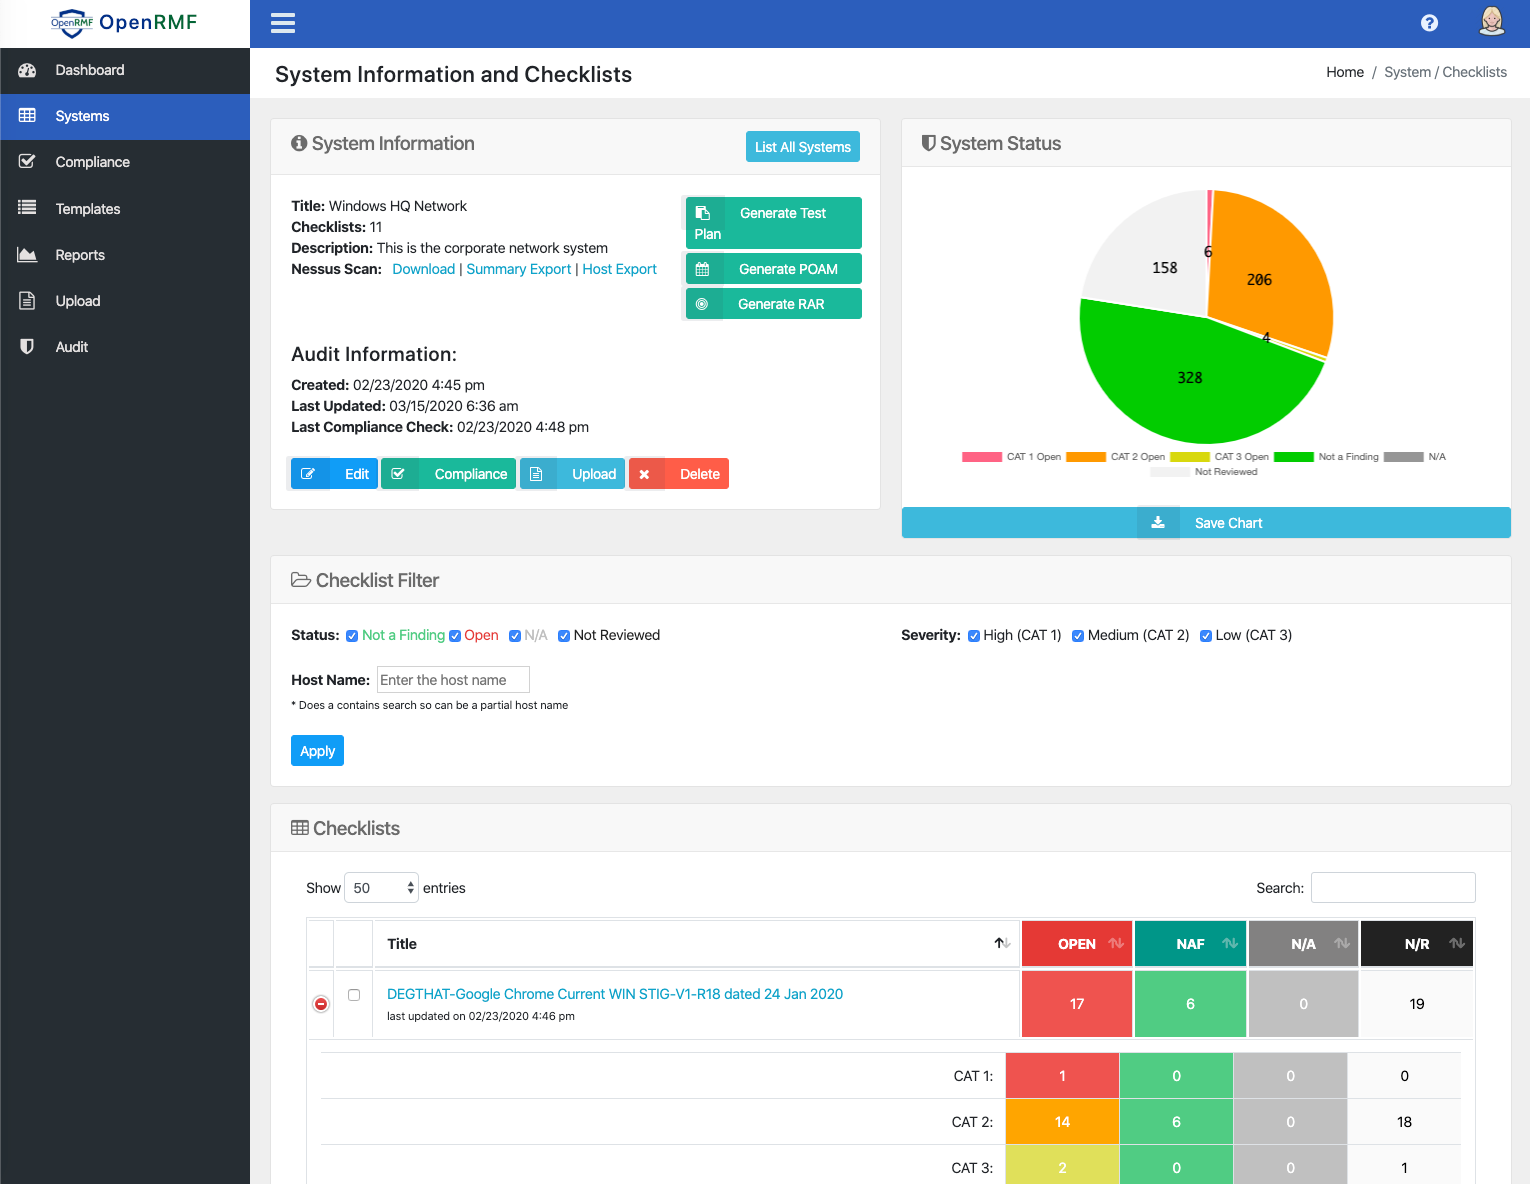 OpenRMF OpenRMF
Dashboard
Systems
Compliance
Templates
Reports
Upload
Audit
System Information and Checklists
Home / System / Checklists
System Information
List All Systems
Title: Windows HQ Network
Checklists: 11
Description: This is the corporate network system
Nessus Scan: Download | Summary Export | Host Export
Generate Test
Plan
Generate POAM
Generate RAR
Audit Information:
Created: 02/23/2020 4:45 pm
Last Updated: 03/15/2020 6:36 am
Last Compliance Check: 02/23/2020 4:48 pm
Edit
Compliance
Upload
Delete
System Status
6
158
206
4
328
CAT 1 Open CAT 2 Open CAT 3 Open Not a Finding N/A
Not Reviewed
Save Chart
Checklist Filter
Status: Not a Finding Open N/A Not Reviewed
Severity: High (CAT 1) Medium (CAT 2) Low (CAT 3)
Host Name: Enter the host name
* Does a contains search so can be a partial host name
Apply
Checklists
Show 50 entries
Search:
Title OPEN NAF N/A N/R
DEGTHAT-Google Chrome Current WIN STIG-V1-R18 dated 24 Jan 2020
last updated on 02/23/2020 4:46 pm
17 6 0 19
CAT 1: 1 0 0 0
CAT 2: 14 6 0 18
CAT 3: 2 0 0 1